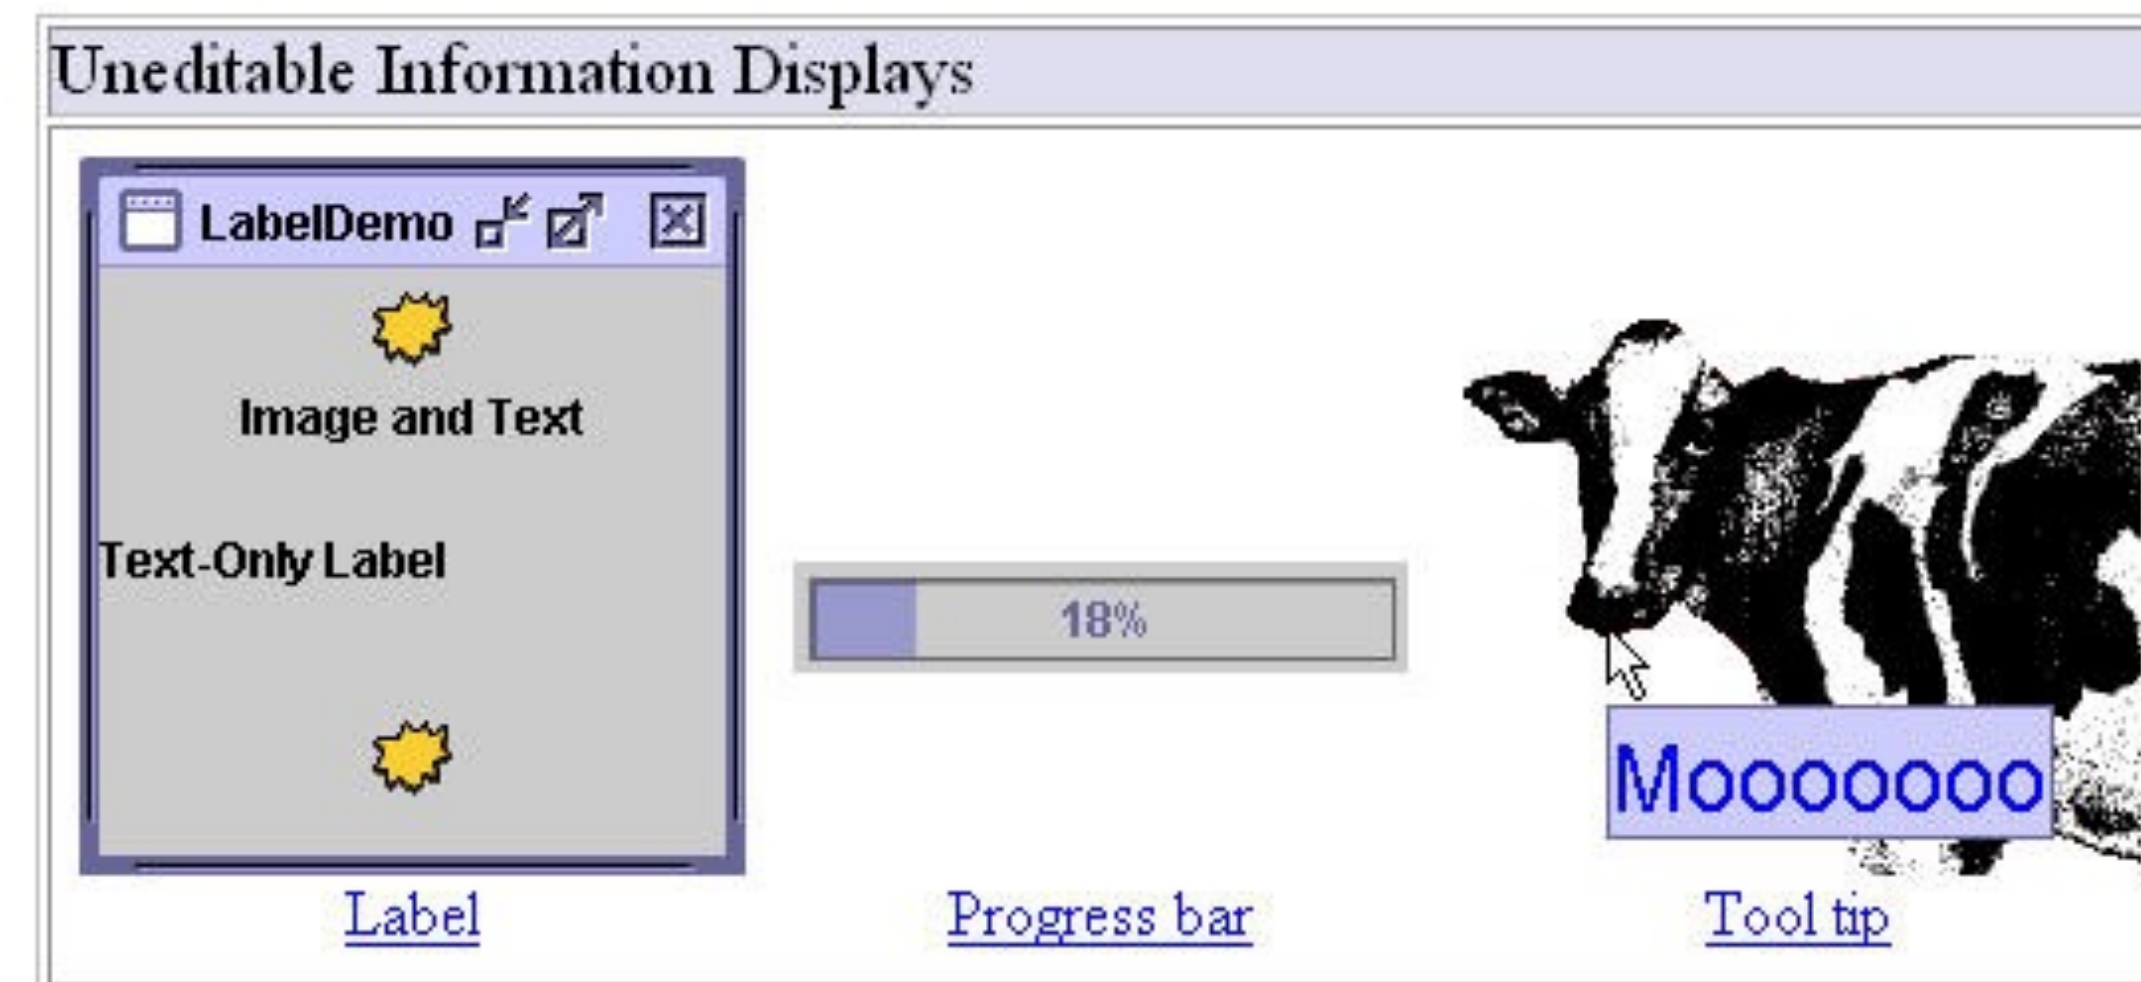 Uneditable Information Displays
LabelDemo
Image and Text
Text-Only Label
18%
Mooooooo
Label
Progress bar
Tool tip